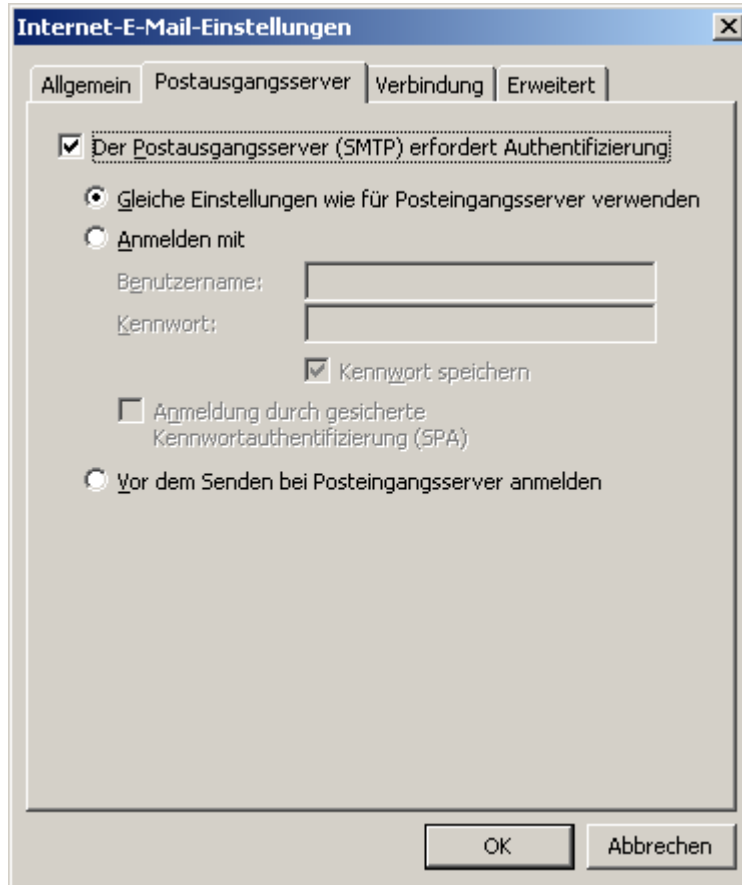 Internet-E-Mail-Einstellungen
Allgemein Postausgangsserver Verbindung Erweitert
Der Postausgangsserver (SMTP) erfordert Authentifizierung
Gleiche Einstellungen wie für Posteingangsserver verwenden
Anmelden mit
Benutzername:
Kennwort:
Kennwort speichern
Anmeldung durch gesicherte
Kennwortauthentifizierung (SPA)
Vor dem Senden bei Posteingangsserver anmelden
OK Abbrechen